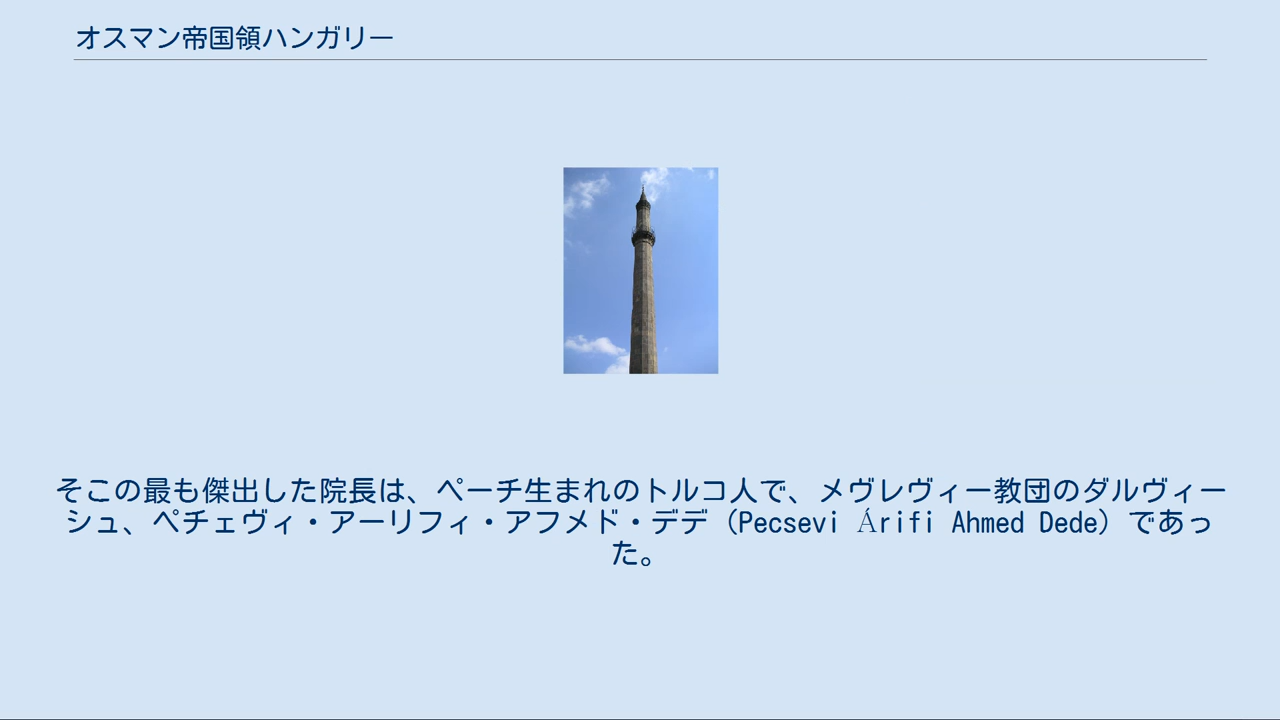 オスマン帝国領ハンガリー
そこの最も傑出した院長は、ペーチ生まれのトルコ人で、メヴレヴィー教団のダルヴィー
シュ、ペチェヴィ・アーリフィ・アフメド・デデ（Pecsevi Árifi Ahmed Dede）であっ
た。